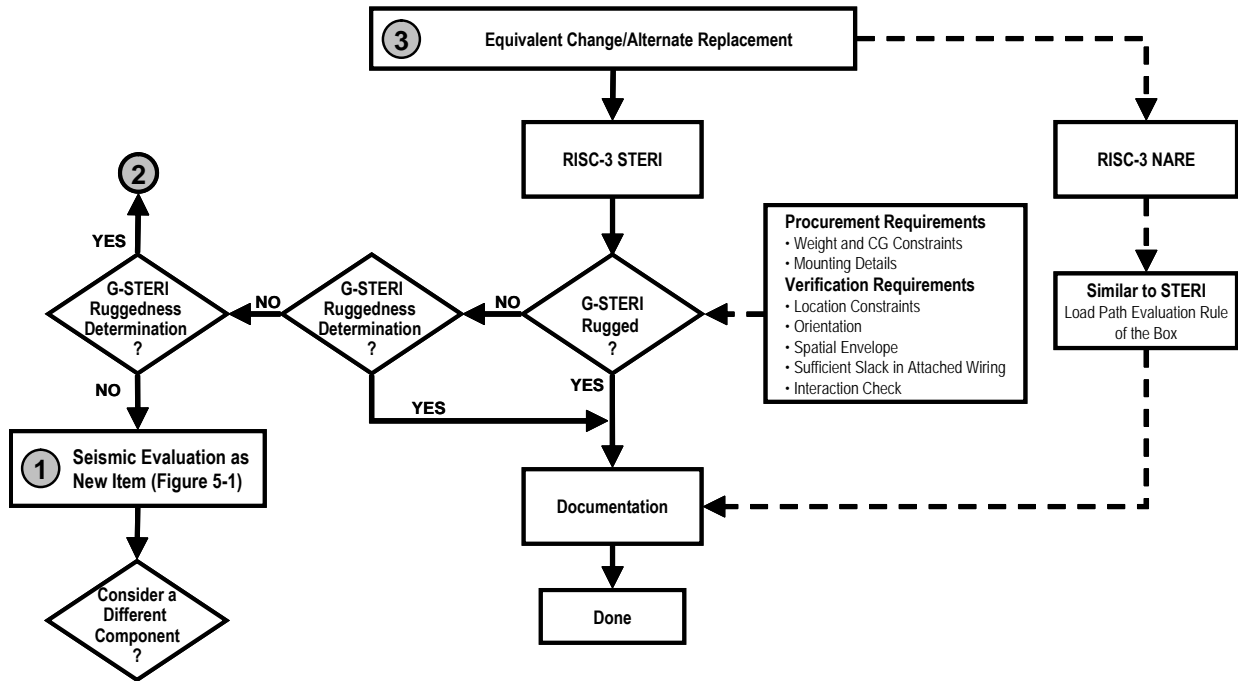 3
Equivalent Change/Alternate Replacement
RISC-3 STERI
RISC-3 NARE
2
YES
Procurement Requirements
• Weight and CG Constraints
• Mounting Details
Verification Requirements
• Location Constraints
• Orientation
• Spatial Envelope
• Sufficient Slack in Attached Wiring
• Interaction Check
G-STERI
Ruggedness
Determination
?
NO
G-STERI
Ruggedness
Determination
?
NO
G-STERI
Rugged
?
Similar to STERI
Load Path Evaluation Rule
of the Box
NO
YES
YES
1
Seismic Evaluation as
New Item (Figure 5-1)
Documentation
Consider a
Different
Component
?
Done